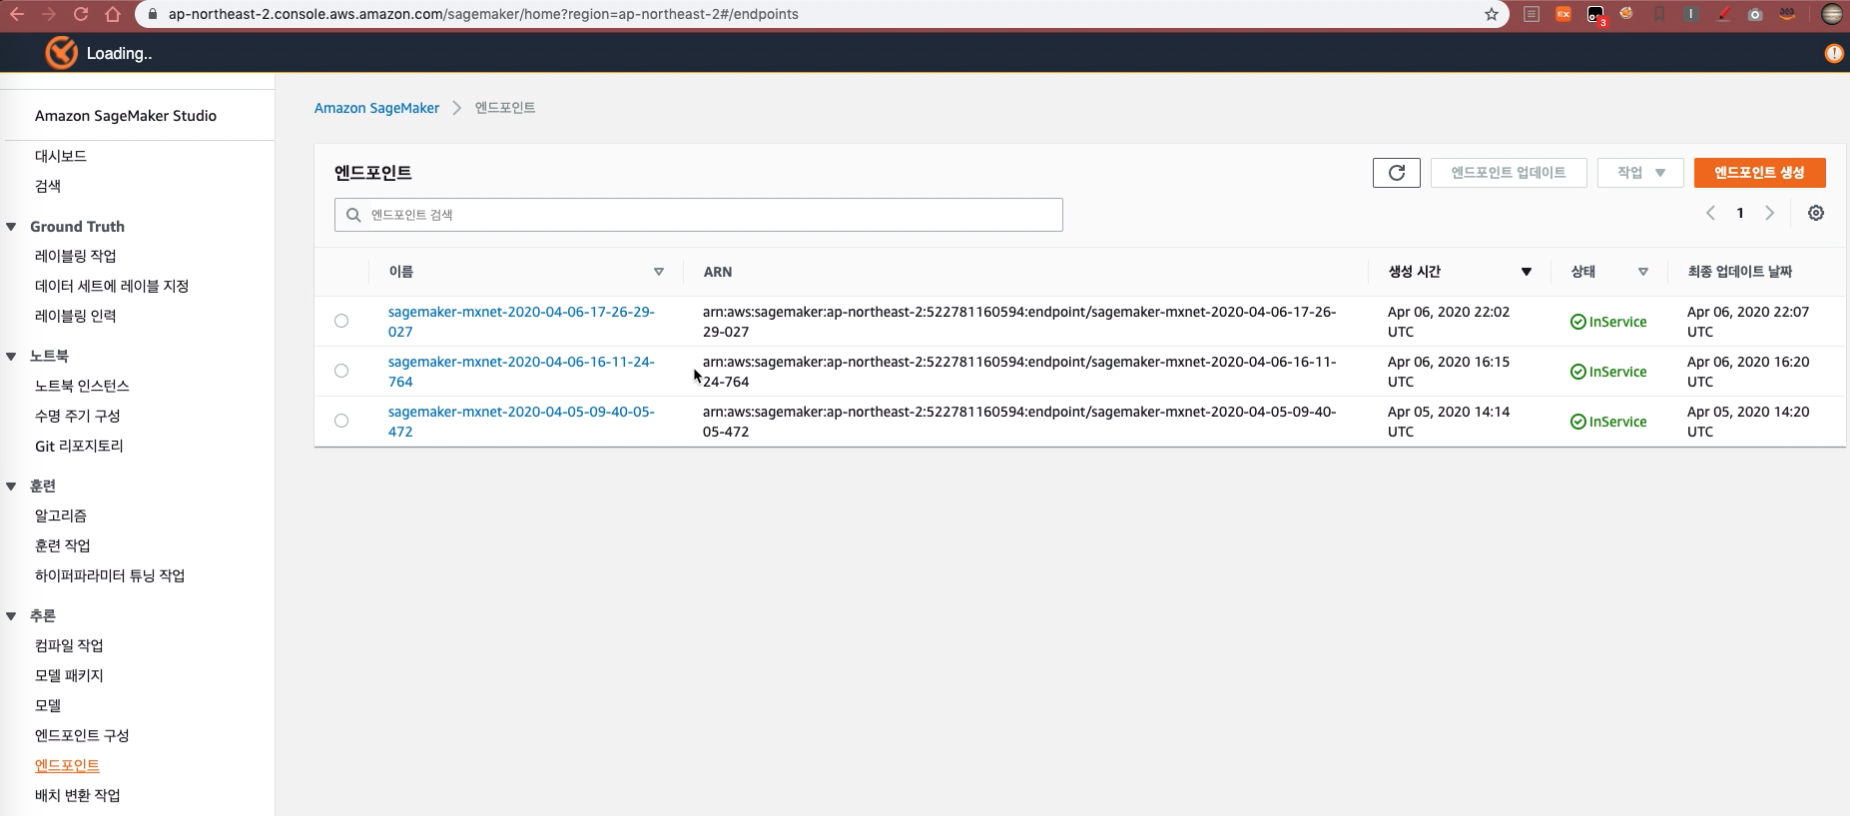 ap-northeast-2.console.aws.amazon.com/sagemaker/home?region=ap-northeast-2#/endpoints
EX
3
I
Loading..
Amazon SageMaker Studio
대시보드
검색
Ground Truth
레이블링 작업
데이터 세트에 레이블 지정
레이블링 인력
노트북
노트북 인스턴스
수명 주기 구성
Git 리포지토리
훈련
알고리즘
훈련 작업
하이퍼파라미터 튜닝 작업
추론
컴파일 작업
모델 패키지
모델
엔드포인트 구성
엔드포인트
배치 변환 작업
Amazon SageMaker 엔드포인트
엔드포인트
엔드포인트 업데이트 작업 엔드포인트 생성
엔드포인트 검색
1
이름 ARN 생성 시간 상태 최종 업데이트 날짜
sagemaker-mxnet-2020-04-06-17-26-29- arn:aws:sagemaker:ap-northeast-2:522781160594:endpoint/sagemaker-mxnet-2020-04-06-17-26- Apr 06, 2020 22:02 InService Apr 06, 2020 22:07
027 29-027 UTC UTC
sagemaker-mxnet-2020-04-06-16-11-24- arn:aws:sagemaker:ap-northeast-2:522781160594:endpoint/sagemaker-mxnet-2020-04-06-16-11- Apr 06, 2020 16:15 InService Apr 06, 2020 16:20
764 24-764 UTC UTC
sagemaker-mxnet-2020-04-05-09-40-05- arn:aws:sagemaker:ap-northeast-2:522781160594:endpoint/sagemaker-mxnet-2020-04-05-09-40- Apr 05, 2020 14:14 InService Apr 05, 2020 14:20
472 05-472 UTC UTC